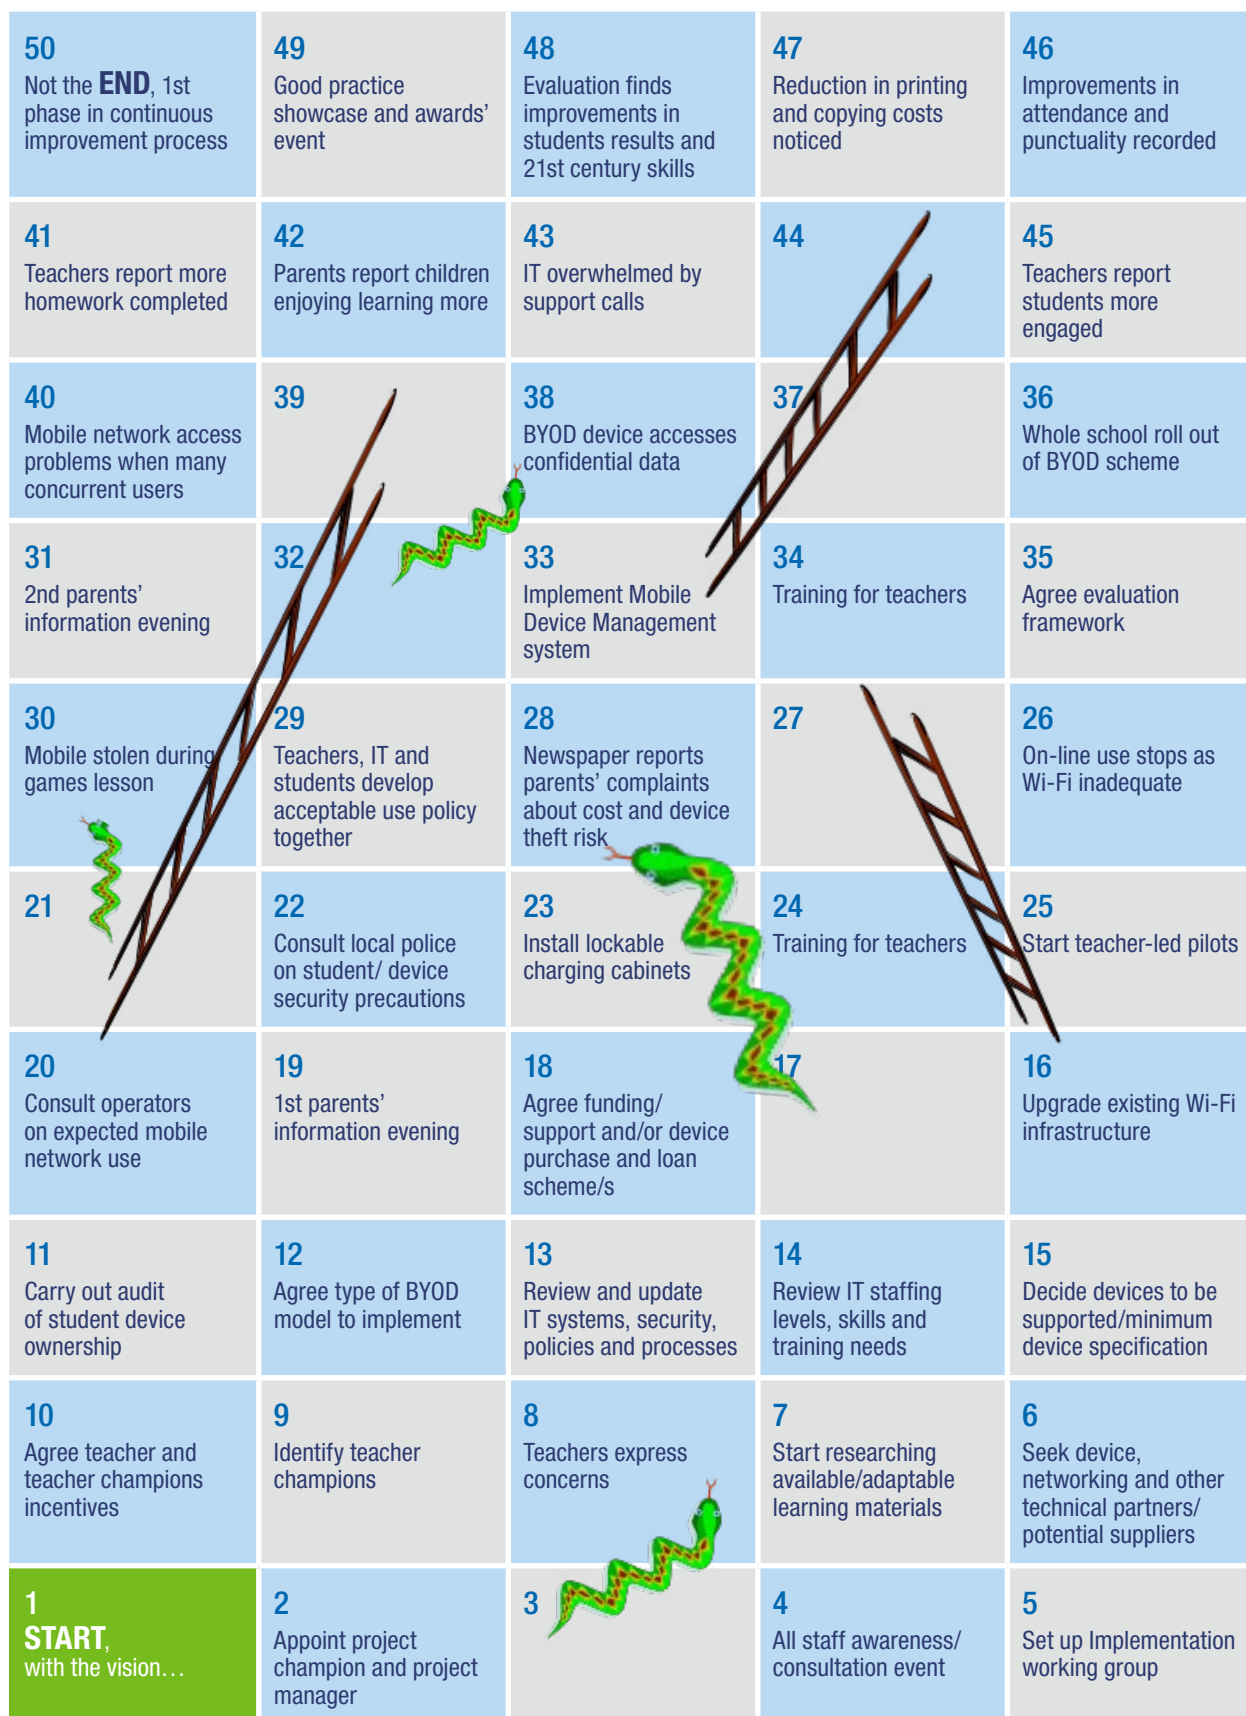 50
Not the END, 1st
phase in continuous
improvement process
49
Good practice
showcase and awards'
event
48
Evaluation finds
improvements in
students results and
21st century skills
47
Reduction in printing
and copying costs
noticed
46
Improvements in
attendance and
punctuality recorded
41
Teachers report more
homework completed
42
Parents report children
enjoying learning more
43
IT overwhelmed by
support calls
44
45
Teachers report
students more
engaged
40
Mobile network access
problems when many
concurrent users
39
38
BYOD device accesses
confidential data
37
36
Whole school roll out
of BYOD scheme
31
2nd parents'
information evening
32
33
Implement Mobile
Device Management
system
34
Training for teachers
35
Agree evaluation
framework
30
Mobile stolen during
games lesson
29
Teachers, IT and
students develop
acceptable use policy
together
28
Newspaper reports
parents' complaints
about cost and device
theft risk
27
26
On-line use stops as
Wi-Fi inadequate
21
22
Consult local police
on student/ device
security precautions
23
Install lockable
charging cabinets
24
Training for teachers
25
Start teacher-led pilots
20
Consult operators
on expected mobile
network use
19
1st parents'
information evening
18
Agree funding/
support and/or device
purchase and loan
scheme/s
17
16
Upgrade existing Wi-Fi
infrastructure
11
Carry out audit
of student device
ownership
12
Agree type of BYOD
model to implement
13
Review and update
IT systems, security,
policies and processes
14
Review IT staffing
levels, skills and
training needs
15
Decide devices to be
supported/minimum
device specification
10
Agree teacher and
teacher champions
incentives
9
Identify teacher
champions
8
Teachers express
concerns
7
Start researching
available/adaptable
learning materials
6
Seek device,
networking and other
technical partners/
potential suppliers
1
START,
with the vision...
2
Appoint project
champion and project
manager
3
4
All staff awareness/
consultation event
5
Set up Implementation
working group